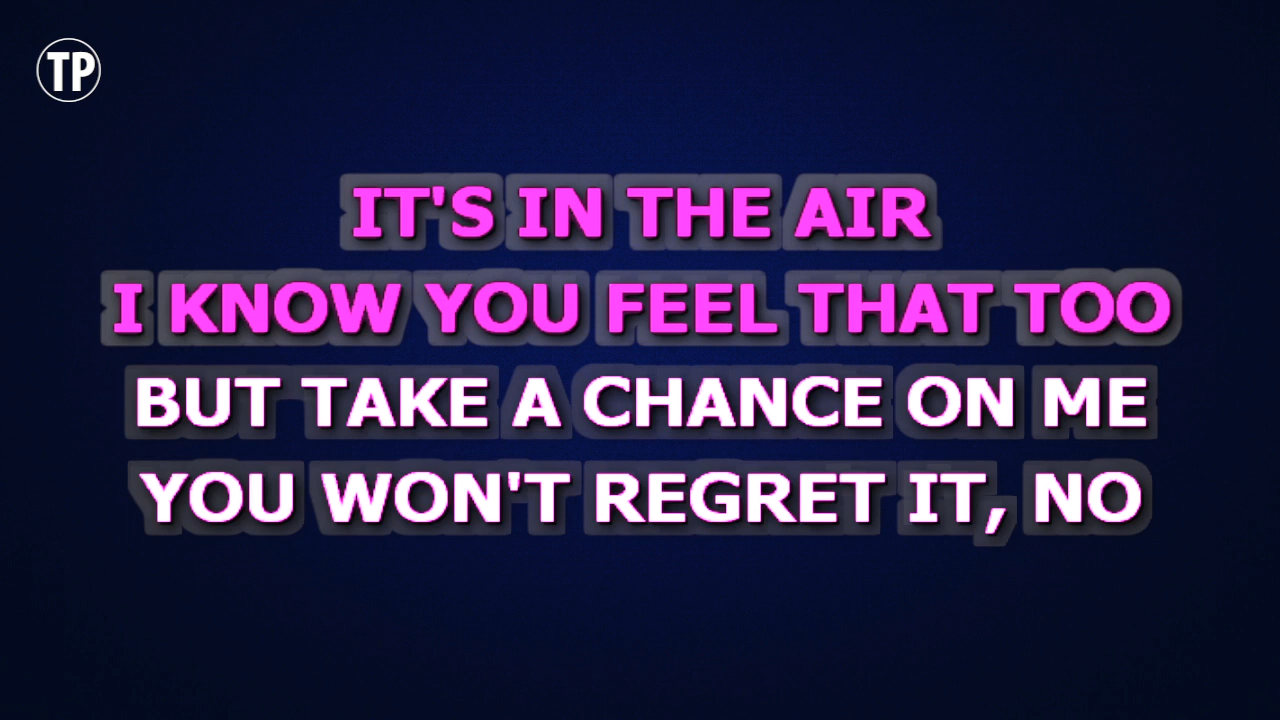 TP
IT'S IN THE AIR
I KNOW YOU FEEL THAT TOO
BUT TAKE A CHANCE ON ME
YOU WON'T REGRET IT, NO